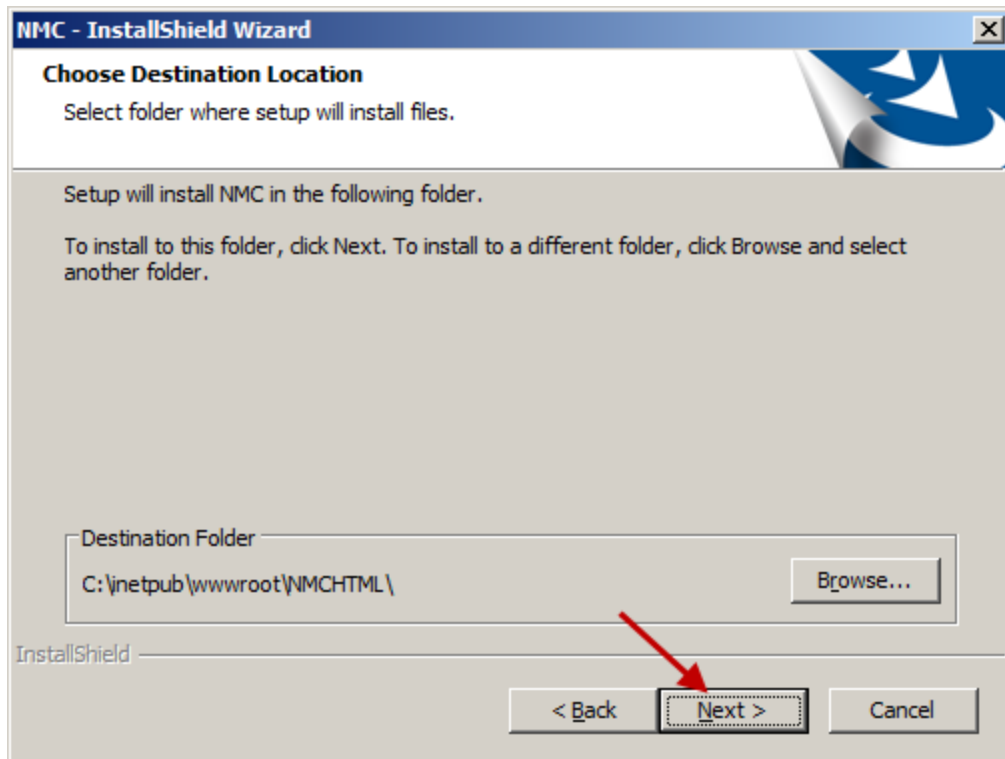 NMC - InstallShield Wizard
Choose Destination Location
Select folder where setup will install files.
Setup will install NMC in the following folder.
To install to this folder, click Next. To install to a different folder, click Browse and select
another folder.
Destination Folder
C:\inetpub\wwwroot\NMCHTML\
Browse...
InstallShield
< Back
Next >
Cancel